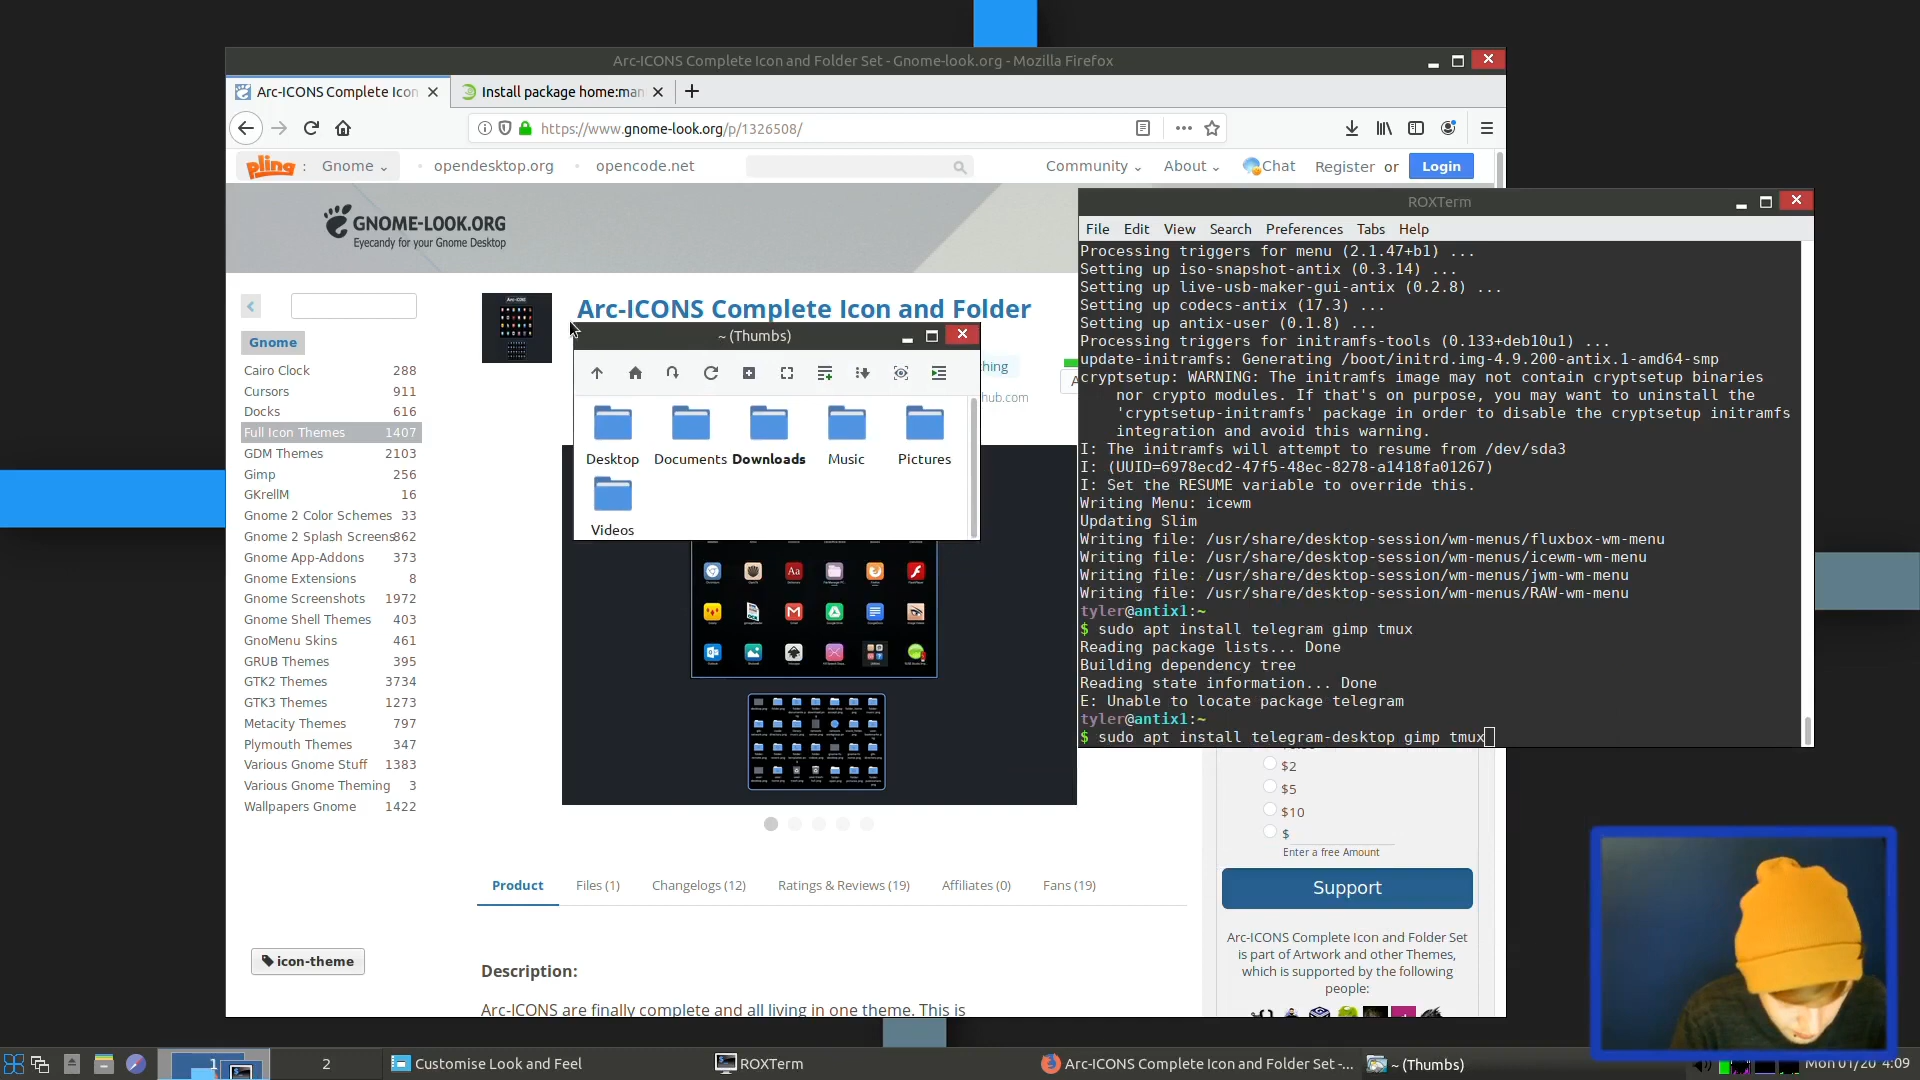 Arc-ICONS Complete Icon and Folder Set - Gnome-look.org - Mozilla Firefox
Arc-ICONS Complete Icon
Install package home:man
https://www.gnome-look.org/p/1326508/
pling : Gnome
opendesktop.org
opencode.net
Community
About
Chat
Register or Login
GNOME-LOOK.ORG
Eyecandy for your Gnome Desktop
Arc-ICONS Complete Icon and Folder
Gnome
Cairo Clock 288
Cursors 911
Docks 616
Full Icon Themes 1407
GDM Themes 2103
Gimp 256
GKrellM 16
Gnome 2 Color Schemes 33
Gnome 2 Splash Screens 862
Gnome App-Addons 373
Gnome Extensions 8
Gnome Screenshots 1972
Gnome Shell Themes 403
GnoMenu Skins 461
GRUB Themes 395
GTK2 Themes 3734
GTK3 Themes 1273
Metacity Themes 797
Plymouth Themes 347
Various Gnome Stuff 1383
Various Gnome Theming 3
Wallpapers Gnome 1422
icon-theme
~ (Thumbs)
hing
hub.com
Desktop Documents Downloads Music Pictures
Videos
Product
Files (1)
Changelogs (12)
Ratings & Reviews (19)
Affiliates (0)
Fans (19)
Description:
Arc-ICONS are finally complete and all living in one theme. This is
ROXTerm
File Edit View Search Preferences Tabs Help
Processing triggers for menu (2.1.47+b1) ...
Setting up iso-snapshot-antix (0.3.14) ...
Setting up live-usb-maker-gui-antix (0.2.8) ...
Setting up codecs-antix (17.3) ...
Setting up antix-user (0.1.8) ...
Processing triggers for initramfs-tools (0.133+deb10u1) ...
update-initramfs: Generating /boot/initrd.img-4.9.200-antix.1-amd64-smp
cryptsetup: WARNING: The initramfs image may not contain cryptsetup binaries
nor crypto modules. If that's on purpose, you may want to uninstall the
'cryptsetup-initramfs' package in order to disable the cryptsetup initramfs
integration and avoid this warning.
I: The initramfs will attempt to resume from /dev/sda3
I: (UUID=6978ecd2-47f5-48ec-8278-a1418fa01267)
I: Set the RESUME variable to override this.
Writing Menu: icewm
Updating Slim
Writing file: /usr/share/desktop-session/wm-menus/fluxbox-wm-menu
Writing file: /usr/share/desktop-session/wm-menus/icewm-wm-menu
Writing file: /usr/share/desktop-session/wm-menus/jwm-wm-menu
Writing file: /usr/share/desktop-session/wm-menus/RAW-wm-menu
tyler@antix1:~
$ sudo apt install telegram gimp tmux
Reading package lists... Done
Building dependency tree
Reading state information... Done
E: Unable to locate package telegram
tyler@antix1:~
$ sudo apt install telegram-desktop gimp tmux
$2
$5
$10
$
Enter a free Amount
Support
Arc-ICONS Complete Icon and Folder Set
is part of Artwork and other Themes,
which is supported by the following
people:
1
2
Customise Look and Feel
ROXTerm
Arc-ICONS Complete Icon and Folder Set -...
~ (Thumbs)
Mon 01/20 4:09